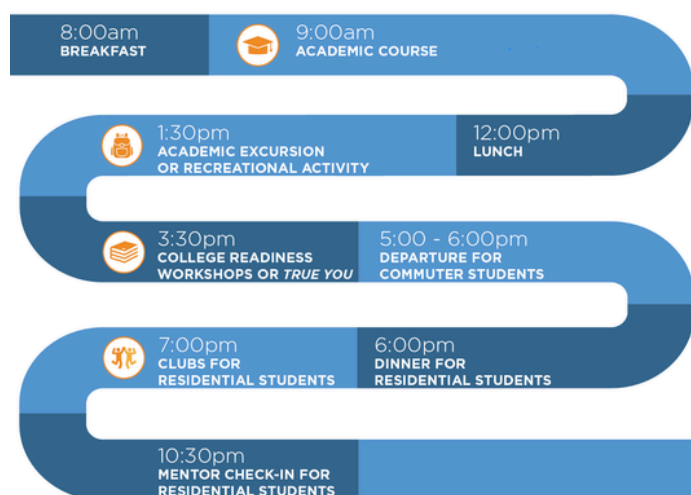 8:00am
BREAKFAST
9:00am
ACADEMIC COURSE
12:00pm
LUNCH
1:30pm
ACADEMIC EXCURSION
OR RECREATIONAL ACTIVITY
3:30pm
COLLEGE READINESS
WORKSHOPS OR TRUE YOU
5:00 - 6:00pm
DEPARTURE FOR
COMMUTER STUDENTS
6:00pm
DINNER FOR
RESIDENTIAL STUDENTS
7:00pm
CLUBS FOR
RESIDENTIAL STUDENTS
10:30pm
MENTOR CHECK-IN FOR
RESIDENTIAL STUDENTS